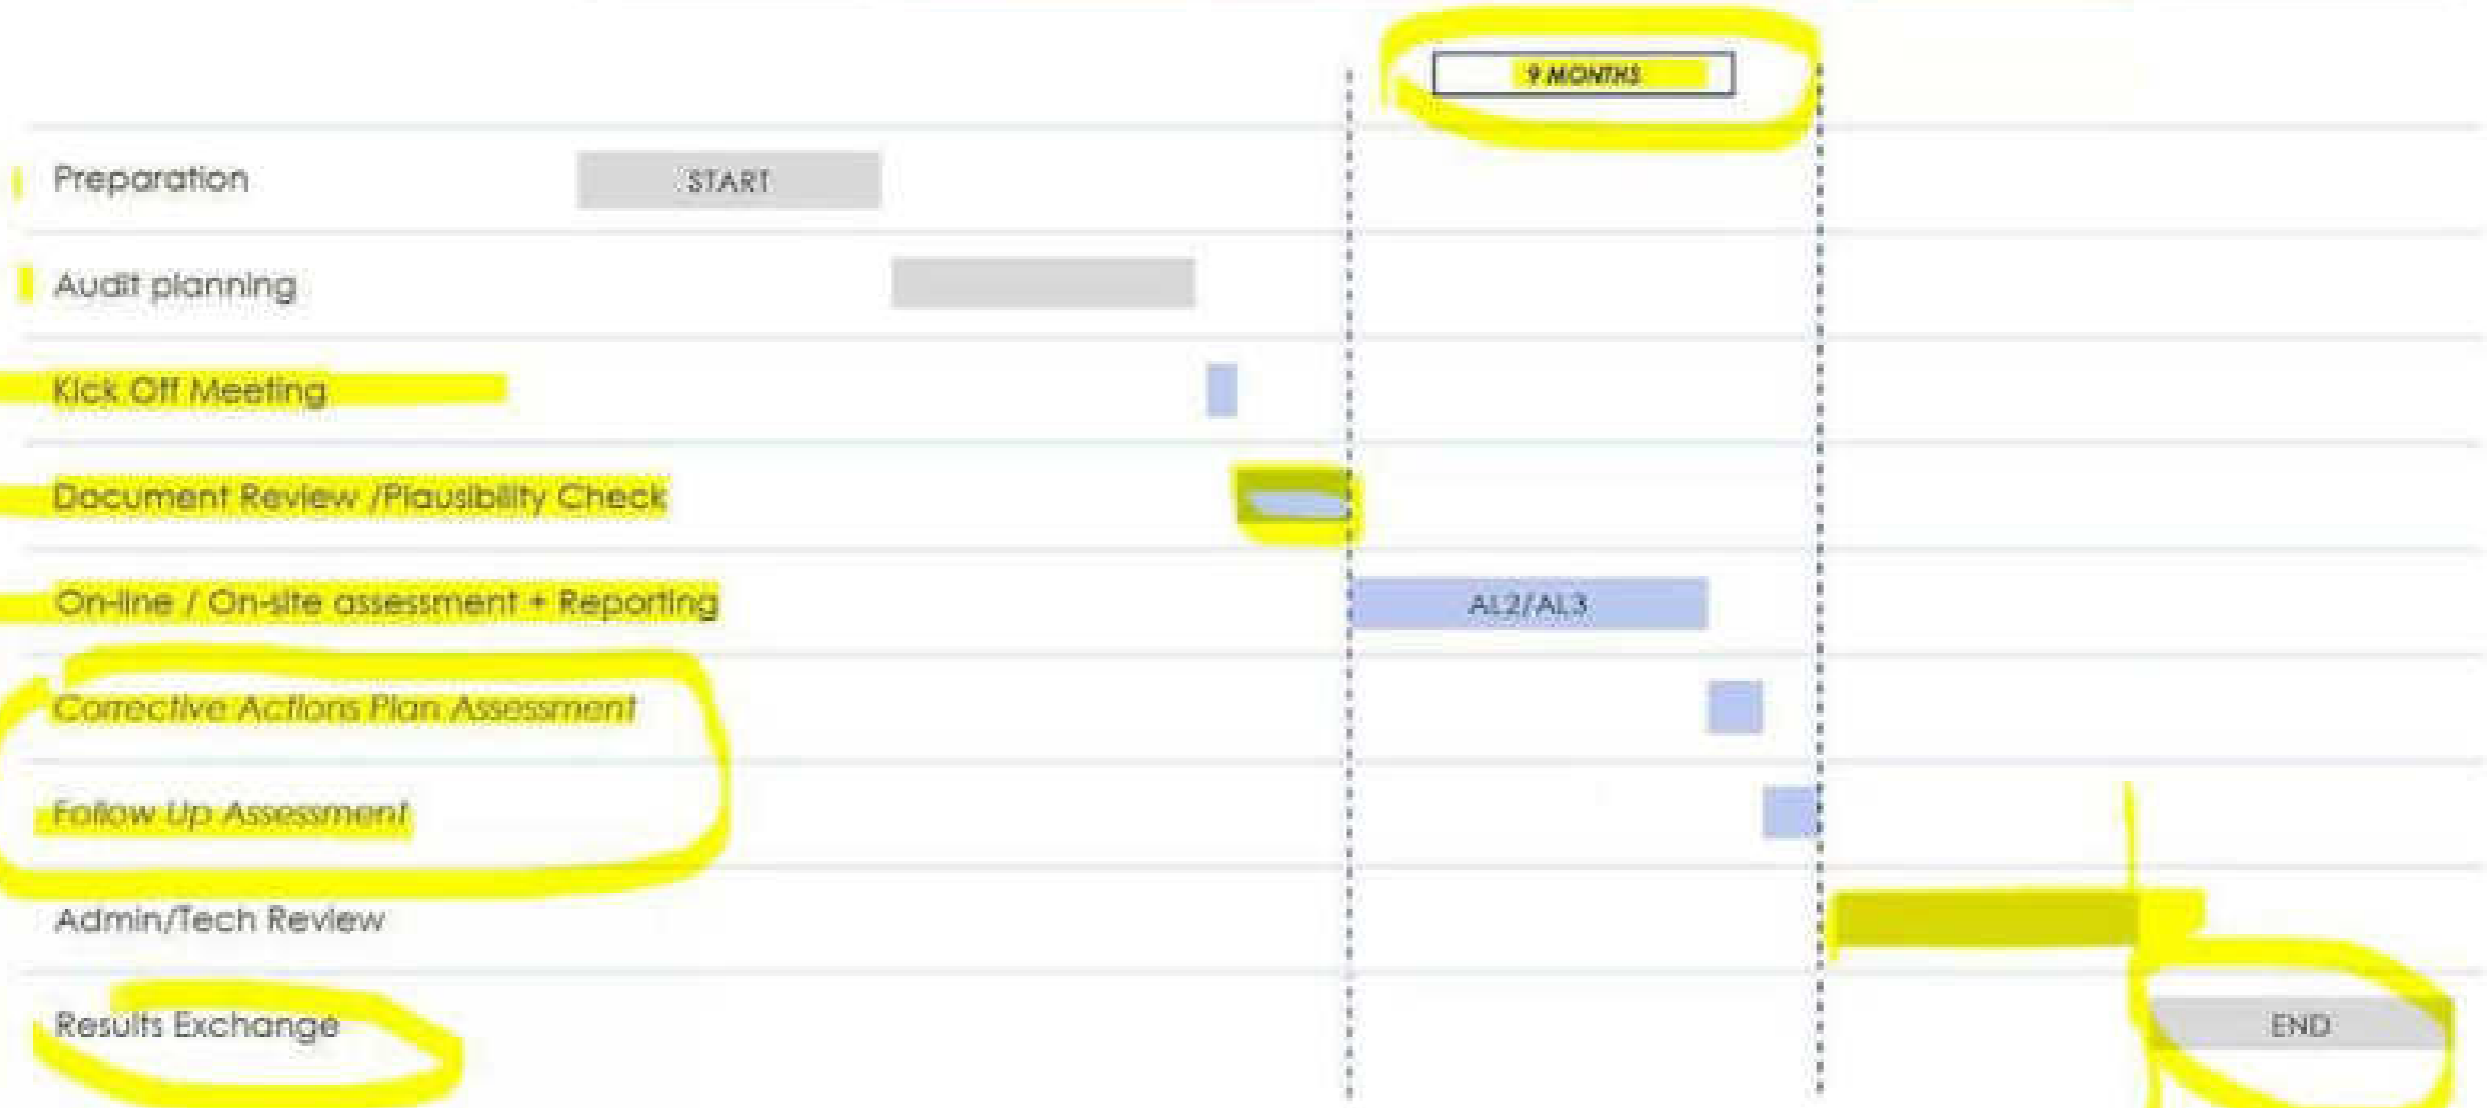 9 MONTHS
Preparation
START
Audit planning
Kick Off Meeting
Document Review /Plausibility Check
On-line / On-site assessment + Reporting
AL2/AL3
Corrective Actions Plan Assessment
Follow Up Assessment
Admin/Tech Review
Results Exchange
END